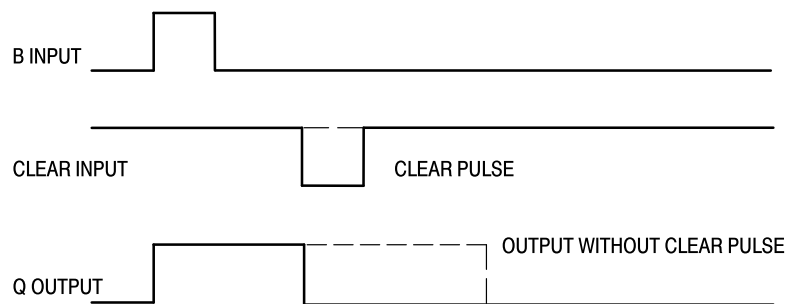 B INPUT
CLEAR INPUT
CLEAR PULSE
OUTPUT WITHOUT CLEAR PULSE
Q OUTPUT